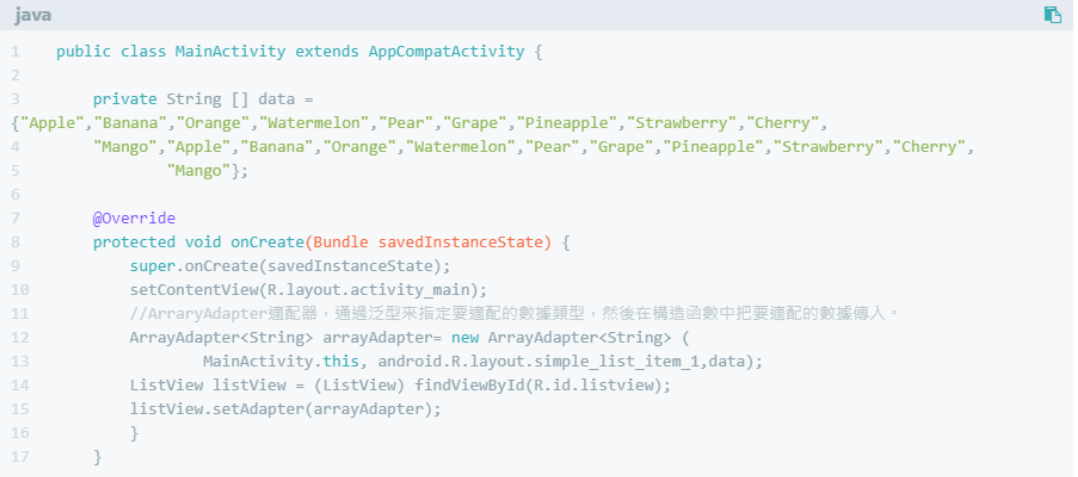 java
1 public class MainActivity extends AppCompatActivity {
2
3 private String [] data =
{"Apple","Banana","Orange","Watermelon","Pear","Grape","Pineapple","Strawberry","Cherry",
4 "Mango","Apple","Banana","Orange","Watermelon","Pear","Grape","Pineapple","Strawberry","Cherry",
5 "Mango"};
6
7 @Override
8 protected void onCreate(Bundle savedInstanceState) {
9 super.onCreate(savedInstanceState);
10 setContentView(R.layout.activity_main);
11 //ArraryAdapter適配器，通過泛型來指定要適配的數據類型，然後在構造函數中把要適配的數據傳入。
12 ArrayAdapter<String> arrayAdapter= new ArrayAdapter<String> (
13 MainActivity.this, android.R.layout.simple_list_item_1,data);
14 ListView listView = (ListView) findViewById(R.id.listview);
15 listView.setAdapter(arrayAdapter);
16 }
17 }